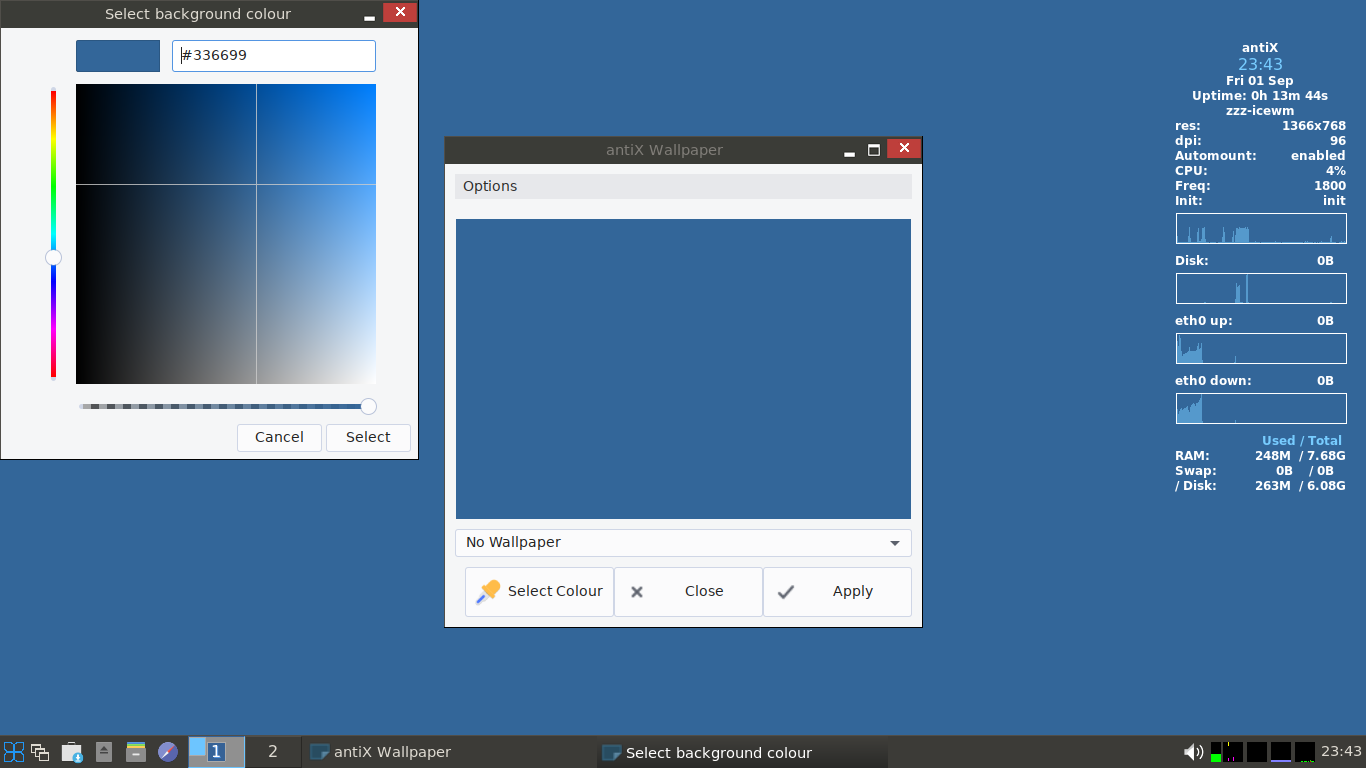 Select background colour
#336699
Cancel
Select
antiX Wallpaper
Options
No Wallpaper
Select Colour
Close
Apply
antiX
23:43
Fri 01 Sep
Uptime: 0h 13m 44s
zzz-icewm
res: 1366x768
dpi: 96
Automount: enabled
CPU: 4%
Freq: 1800
Init: init
Disk: 0B
eth0 up: 0B
eth0 down: 0B
Used / Total
RAM: 248M / 7.68G
Swap: 0B / 0B
/ Disk: 263M / 6.08G
1
2
antiX Wallpaper
Select background colour
23:43